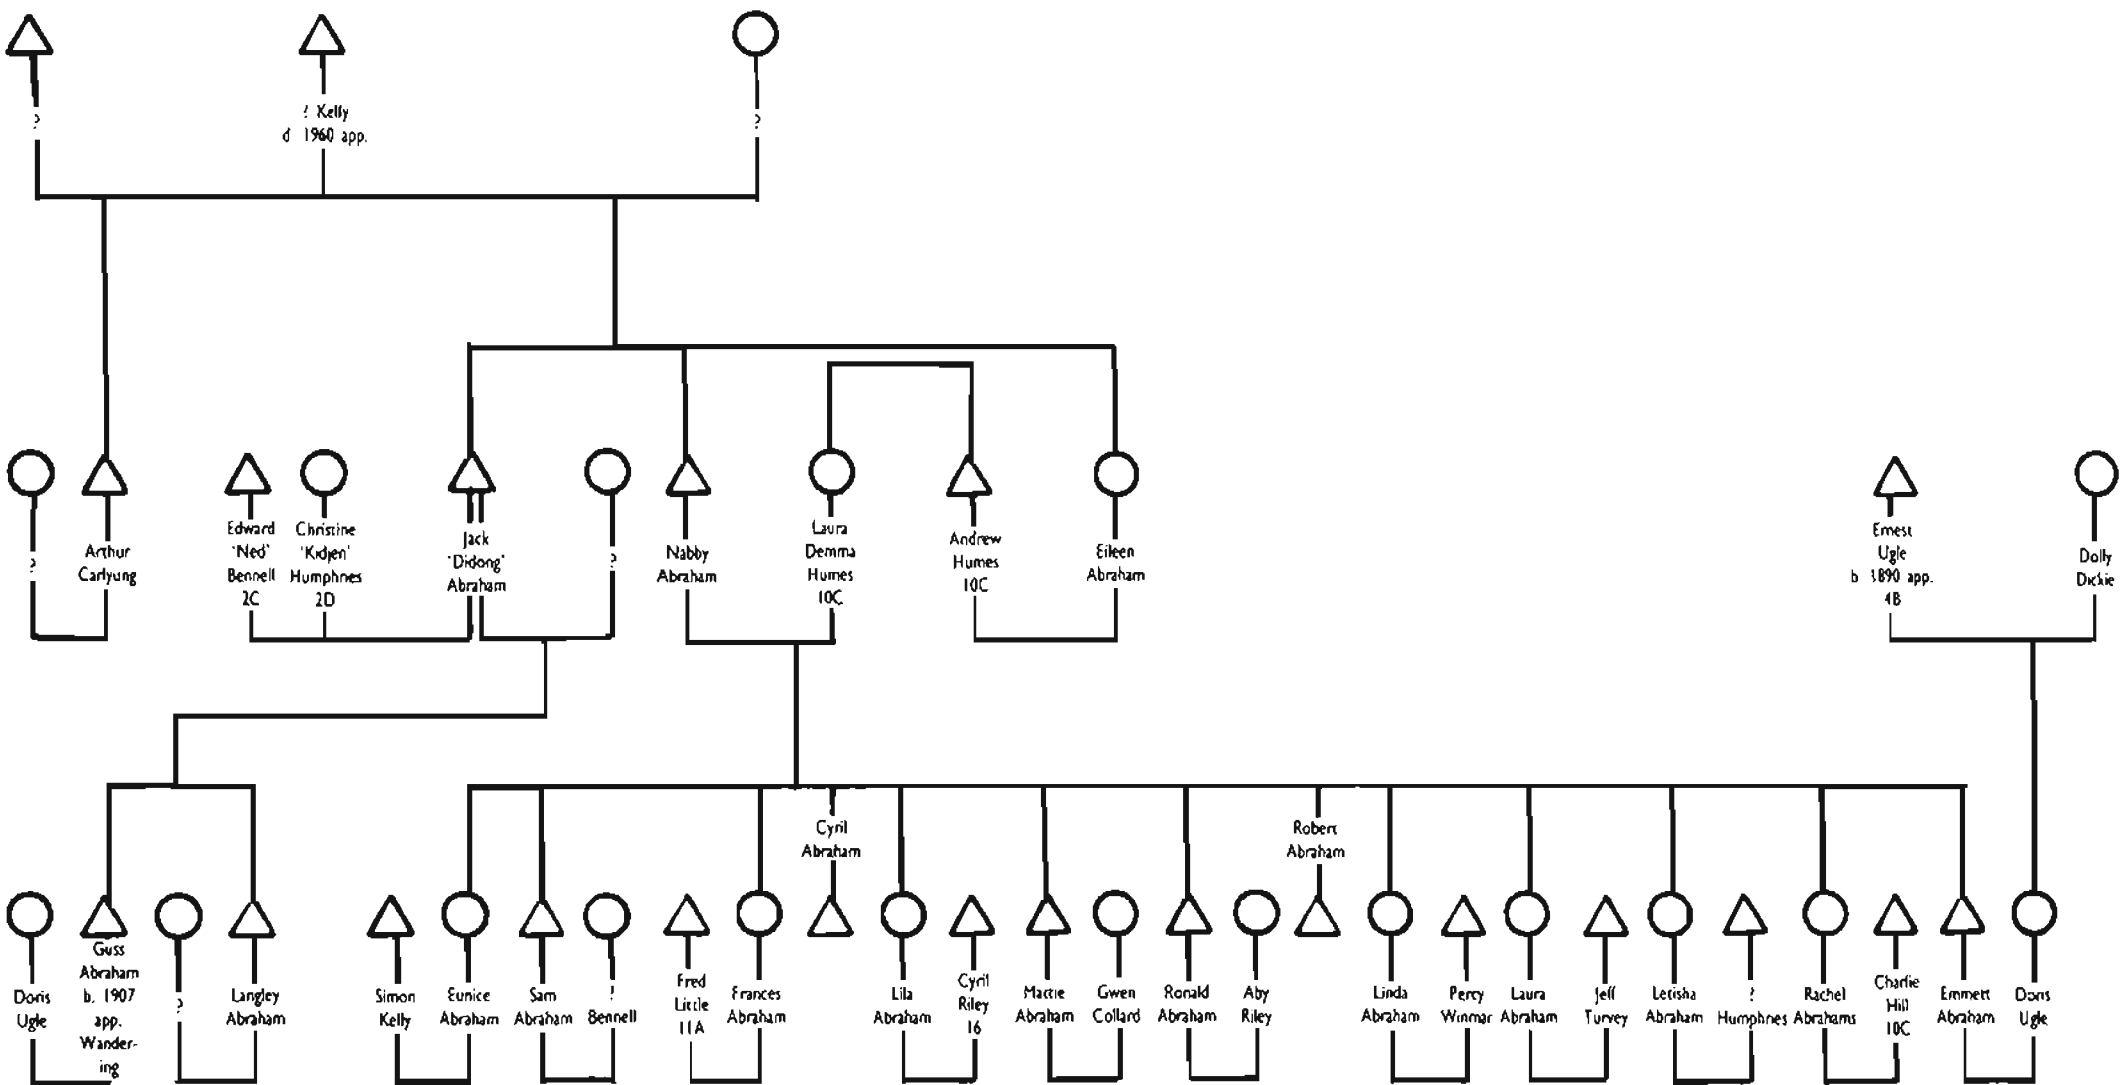 ?
? Kelly
d 1960 app.
?
?
Arthur
Carlyung
Edward
'Ned'
Bennell
2C
Christine
'Kidjen'
Humphries
2D
Jack
'Didong'
Abraham
?
Nabby
Abraham
Laura
Demma
Humes
10C
Andrew
Humes
10C
Eileen
Abraham
Ernest
Ugle
b 1890 app.
4B
Dolly
Dickie
Cyril
Abraham
Robert
Abraham
Doris
Ugle
Guss
Abraham
b. 1907
app.
Wander-
ing
?
Langley
Abraham
Simon
Kelly
Eunice
Abraham
Sam
Abraham
?
Bennell
Fred
Little
11A
Frances
Abraham
Lila
Abraham
Cyril
Riley
16
Mattie
Abraham
Gwen
Collard
Ronald
Abraham
Aby
Riley
Linda
Abraham
Percy
Winmar
Laura
Abraham
Jeff
Turvey
Letisha
Abraham
?
Humphries
Rachel
Abrahams
Charlie
Hill
10C
Emmett
Abraham
Doris
Ugle